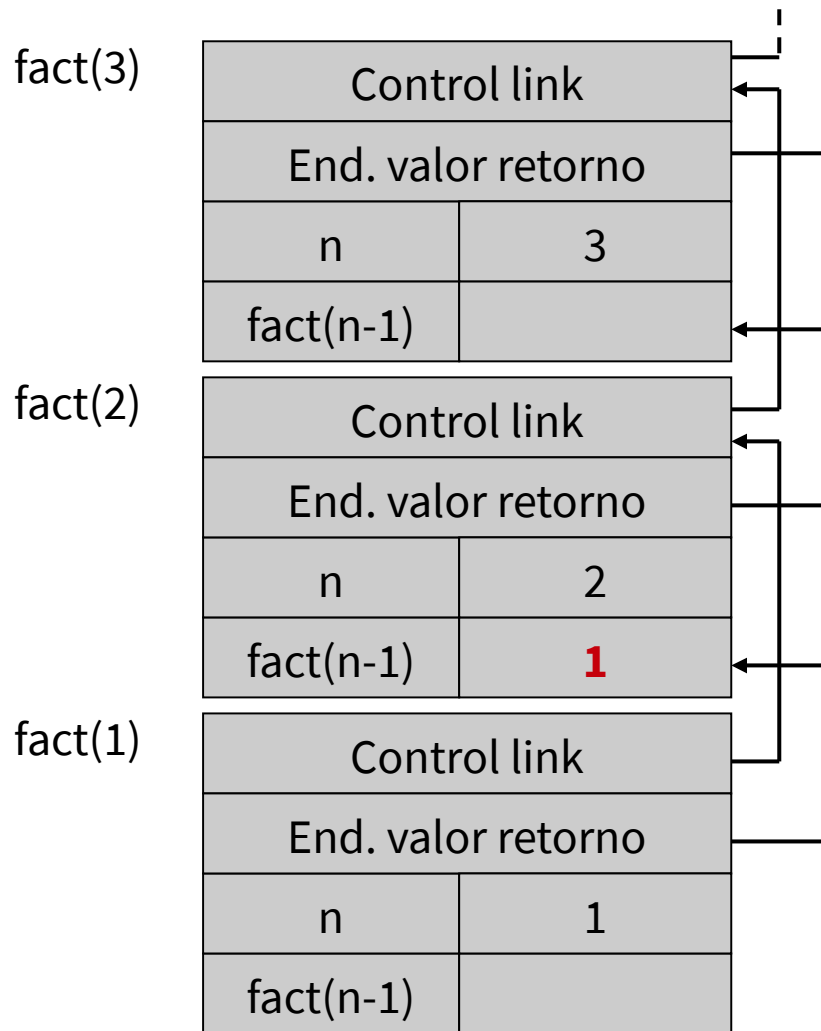 fact(3)
Control link
End. valor retorno
n 3
fact(n-1)
fact(2)
Control link
End. valor retorno
n 2
fact(n-1) 1
fact(1)
Control link
End. valor retorno
n 1
fact(n-1)